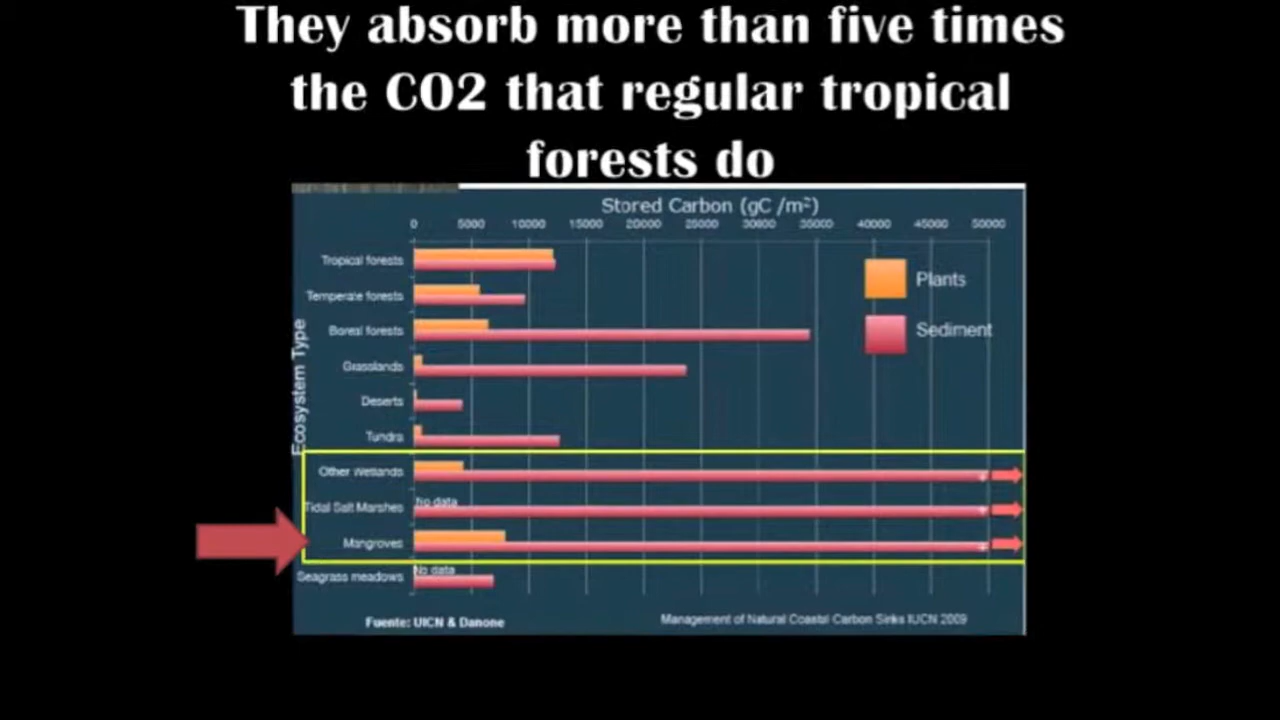 They absorb more than five times
the CO2 that regular tropical
forests do
Stored Carbon (gC /m²)
0 5000 10000 15000 20000 25000 30000 35000 40000 45000 50000
Ecosystem Type
Tropical forests
Temperate forests
Boreal forests
Grasslands
Deserts
Tundra
Other Wetlands
Tidal Salt Marshes
No data
Mangroves
Seagrass meadows
No data
Plants
Sediment
Fuente: UICN & Danone
Management of Natural Coastal Carbon Sinks IUCN 2009